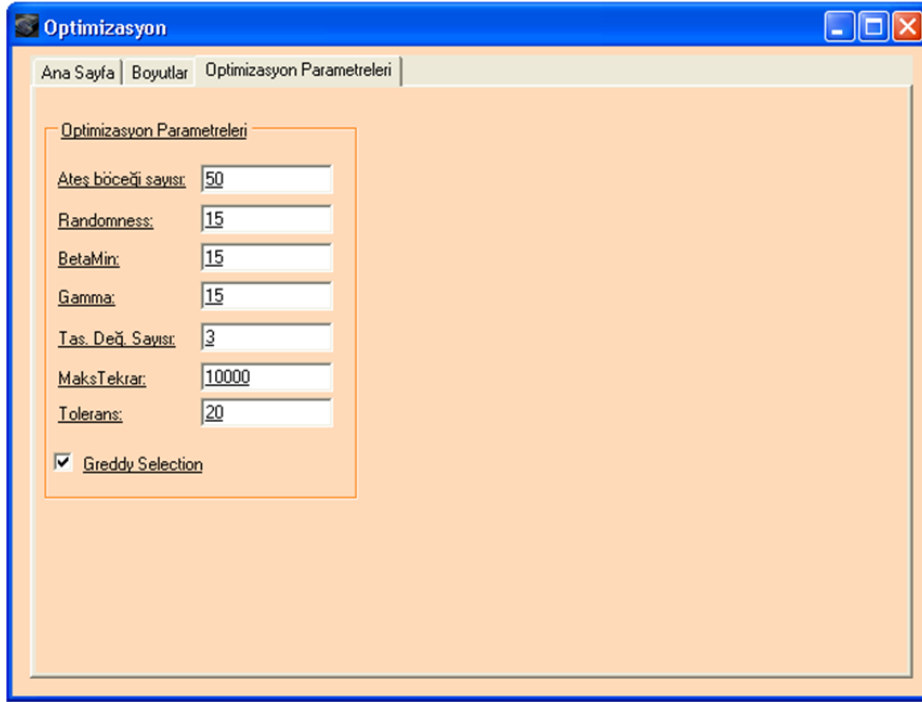 Optimizasyon
Ana Sayfa Boyutlar Optimizasyon Parametreleri
Optimizasyon Parametreleri
Ateş böceği sayısı: 50
Randomness: 15
BetaMin: 15
Gamma: 15
Tas. Değ. Sayısı: 3
MaksTekrar: 10000
Tolerans: 20
Greddy Selection